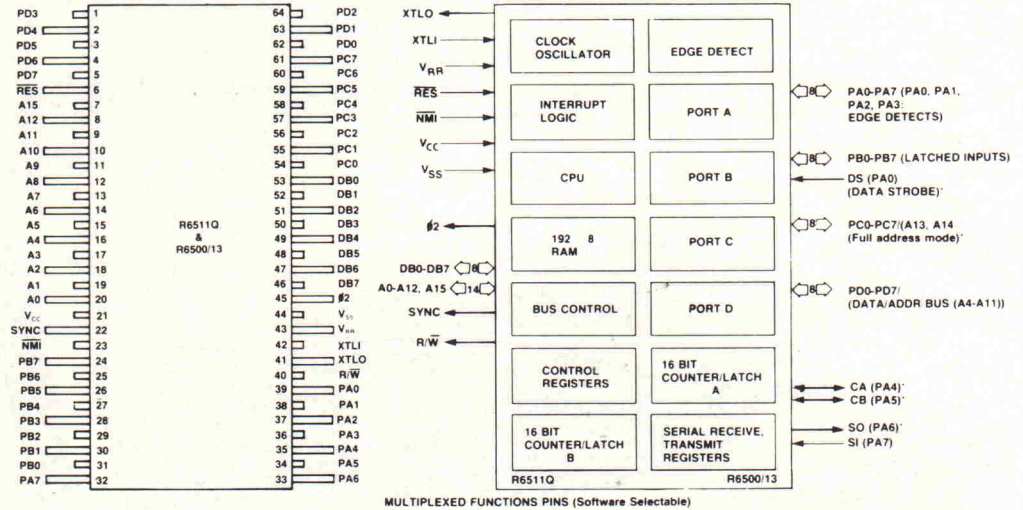 PD3 1 64 PD2
PD4 2 63 PD1
PD5 3 62 PD0
PD6 4 61 PC7
PD7 5 60 PC6
RES 6 59 PC5
A15 7 58 PC4
A12 8 57 PC3
A11 9 56 PC2
A10 10 55 PC1
A9 11 54 PC0
A8 12 53 DB0
A7 13 52 DB1
A6 14 51 DB2
A5 15 50 DB3
A4 16 49 DB4
A3 17 48 DB5
A2 18 47 DB6
A1 19 46 DB7
A0 20 45 ø2
VCC 21 44 VSS
SYNC 22 43 VRR
NMI 23 42 XTLI
PB7 24 41 XTLO
PB6 25 40 R/W
PB5 26 39 PA0
PB4 27 38 PA1
PB3 28 37 PA2
PB2 29 36 PA3
PB1 30 35 PA4
PB0 31 34 PA5
PA7 32 33 PA6
R6511Q
&
R6500/13
XTLO
XTLI
VRR
RES
NMI
VCC
VSS
ø2
DB0-DB7 8
A0-A12, A15 14
SYNC
R/W
CLOCK
OSCILLATOR
EDGE DETECT
INTERRUPT
LOGIC
PORT A
CPU
PORT B
192 8
RAM
PORT C
BUS CONTROL
PORT D
CONTROL
REGISTERS
16 BIT
COUNTER/LATCH
A
16 BIT
COUNTER/LATCH
B
SERIAL RECEIVE,
TRANSMIT
REGISTERS
R6511Q
R6500/13
8 PA0-PA7 (PA0, PA1,
PA2, PA3:
EDGE DETECTS)
8 PB0-PB7 (LATCHED INPUTS)
DS (PA0)
(DATA STROBE)*
8 PC0-PC7/(A13, A14
(Full address mode)*
8 PD0-PD7/
(DATA/ADDR BUS (A4-A11))
CA (PA4)*
CB (PA5)*
SO (PA6)*
SI (PA7)
MULTIPLEXED FUNCTIONS PINS (Software Selectable)